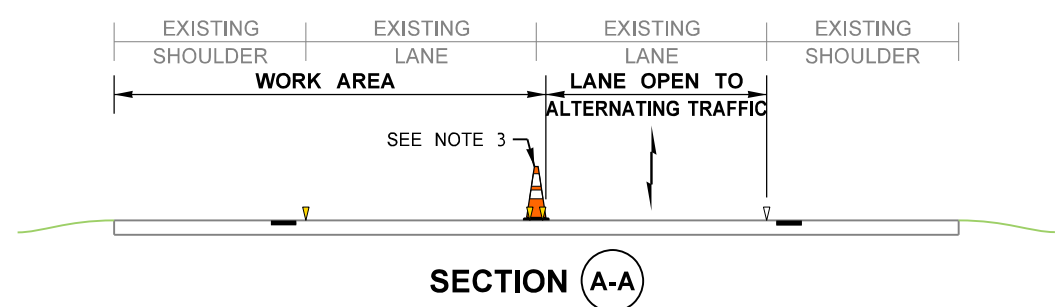 EXISTING EXISTING EXISTING EXISTING
SHOULDER LANE LANE SHOULDER
WORK AREA LANE OPEN TO
ALTERNATING TRAFFIC
SEE NOTE 3
SECTION A-A